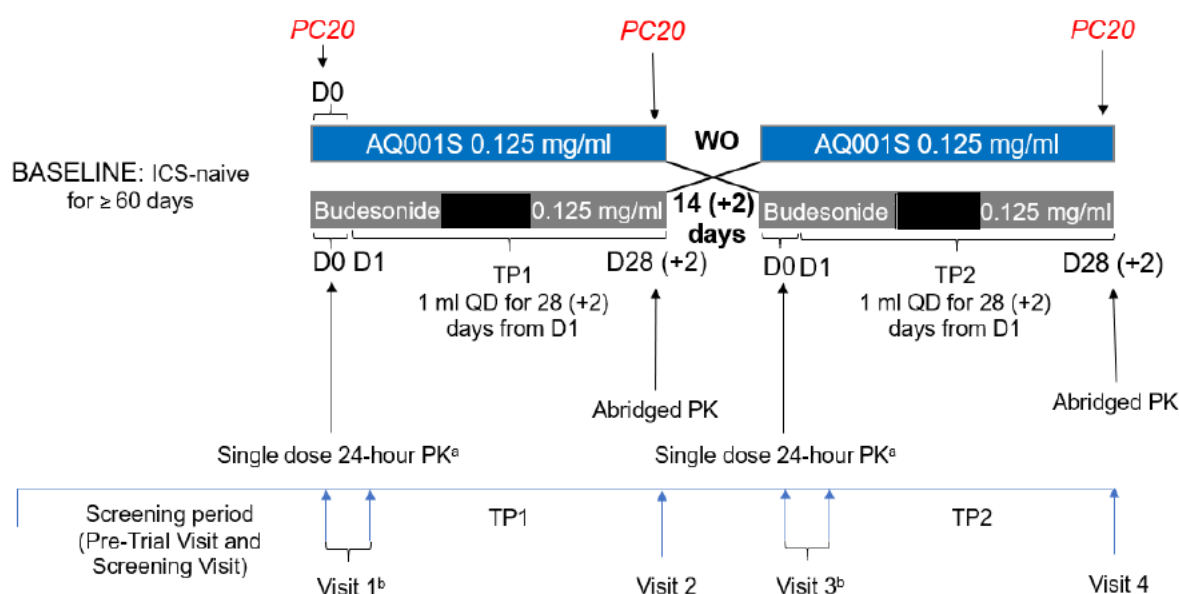 PC20 PC20 PC20
D0
AQ001S 0.125 mg/ml WO AQ001S 0.125 mg/ml
BASELINE: ICS-naive
for ≥ 60 days
Budesonide 0.125 mg/ml 14 (+2) Budesonide 0.125 mg/ml
days
D0 D1 D28 (+2) D0 D1 D28 (+2)
TP1 TP2
1 ml QD for 28 (+2) 1 ml QD for 28 (+2)
days from D1 days from D1
Abridged PK Abridged PK
Single dose 24-hour PKᵃ Single dose 24-hour PKᵃ
Screening period TP1 TP2
(Pre-Trial Visit and
Screening Visit)
Visit 1ᵇ Visit 2 Visit 3ᵇ Visit 4